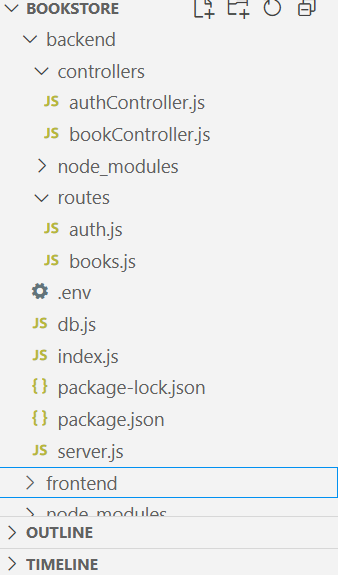 BOOKSTORE
backend
controllers
JS authController.js
JS bookController.js
node_modules
routes
JS auth.js
JS books.js
.env
JS db.js
JS index.js
{ } package-lock.json
{ } package.json
JS server.js
frontend
node_modules
OUTLINE
TIMELINE